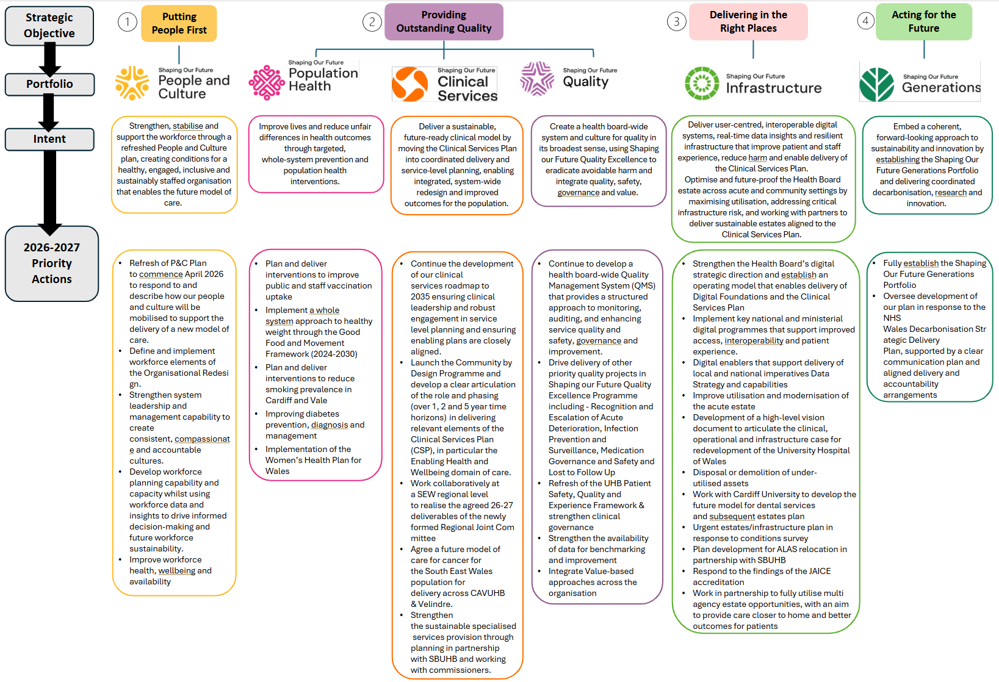 Strategic
Objective
Portfolio
Intent
2026-2027
Priority
Actions
1
Putting
People First
2
Providing
Outstanding Quality
3
Delivering in the
Right Places
4
Acting for the
Future
Shaping Our Future
People and
Culture
Shaping Our Future
Population
Health
Shaping Our Future
Clinical
Services
Shaping Our Future
Quality
Shaping Our Future
Infrastructure
Shaping Our Future
Generations
Strengthen, stabilise and
support the workforce through a
refreshed People and Culture
plan, creating conditions for a
healthy, engaged, inclusive and
sustainably staffed organisation
that enables the future model of
care.
Improve lives and reduce unfair
differences in health outcomes
through targeted,
whole-system prevention and
population health
interventions.
Deliver a sustainable,
future-ready clinical model by
moving the Clinical Services Plan
into coordinated delivery and
service-level planning, enabling
integrated, system-wide
redesign and improved
outcomes for the population.
Create a health board-wide
system and culture for quality in
its broadest sense, using Shaping
our Future Quality Excellence to
eradicate avoidable harm and
integrate quality, safety,
governance and value.
Deliver user-centred, interoperable digital
systems, real-time data insights and resilient
infrastructure that improve patient and staff
experience, reduce harm and enable delivery of
the Clinical Services Plan.
Optimise and future-proof the Health Board
estate across acute and community settings by
maximising utilisation, addressing critical
infrastructure risk, and working with partners to
deliver sustainable estates aligned to the
Clinical Services Plan.
Embed a coherent,
forward-looking approach to
sustainability and innovation by
establishing the Shaping Our
Future Generations Portfolio
and delivering coordinated
decarbonisation, research and
innovation.
• Refresh of P&C Plan
to commence April 2026
to respond to and
describe how our people
and culture will be
mobilised to support the
delivery of a new model of
care.
• Define and implement
workforce elements of
the Organisational Redesi
gn.
• Strengthen system
leadership and
management capability to
create
consistent, compassionat
e and accountable
cultures.
• Develop workforce
planning capability and
capacity whilst using
workforce data and
insights to drive informed
decision-making and
future workforce
sustainability.
• Improve workforce
health, wellbeing and
availability
• Plan and deliver
interventions to improve
public and staff vaccination
uptake
• Implement a whole
system approach to healthy
weight through the Good
Food and Movement
Framework (2024-2030)
• Plan and deliver
interventions to reduce
smoking prevalence in
Cardiff and Vale
• Improving diabetes
prevention, diagnosis and
management
• Implementation of the
Women's Health Plan for
Wales
• Continue the development
of our clinical
services roadmap to
2035 ensuring clinical
leadership and robust
engagement in service
level planning and ensuring
enabling plans are closely
aligned.
• Launch the Community by
Design Programme and
develop a clear articulation
of the role and phasing
(over 1, 2 and 5 year time
horizons) in delivering
relevant elements of the
Clinical Services Plan
(CSP), in particular the
Enabling Health and
Wellbeing domain of care.
• Work collaboratively at
a SEW regional level
to realise the agreed 26-27
deliverables of the newly
formed Regional Joint Com
mittee
• Agree a future model of
care for cancer for
the South East Wales
population for
delivery across CAVUHB
& Velindre.
• Strengthen
the sustainable specialised
services provision through
planning in partnership
with SBUHB and working
with commissioners.
• Continue to develop a
health board-wide Quality
Management System (QMS)
that provides a structured
approach to monitoring,
auditing, and enhancing
service quality and
safety, governance and
improvement.
• Drive delivery of other
priority quality projects in
Shaping our Future Quality
Excellence Programme
including - Recognition and
Escalation of Acute
Deterioration, Infection
Prevention and
Surveillance, Medication
Governance and Safety and
Lost to Follow Up
• Refresh of the UHB Patient
Safety, Quality and
Experience Framework &
strengthen clinical
governance
• Strengthen the availability
of data for benchmarking
and improvement
• Integrate Value-based
approaches across the
organisation
• Strengthen the Health Board's digital
strategic direction and establish an
operating model that enables delivery of
Digital Foundations and the Clinical
Services Plan
• Implement key national and ministerial
digital programmes that support improved
access, interoperability and patient
experience.
• Digital enablers that support delivery of
local and national imperatives Data
Strategy and capabilities
• Improve utilisation and modernisation of
the acute estate
• Development of a high-level vision
document to articulate the clinical,
operational and infrastructure case for
redevelopment of the University Hospital
of Wales
• Disposal or demolition of under-
utilised assets
• Work with Cardiff University to develop the
future model for dental services
and subsequent estates plan
• Urgent estates/infrastructure plan in
response to conditions survey
• Plan development for ALAS relocation in
partnership with SBUHB
• Respond to the findings of the JAICE
accreditation
• Work in partnership to fully utilise multi
agency estate opportunities, with an aim
to provide care closer to home and better
outcomes for patients
• Fully establish the Shaping
Our Future Generations
Portfolio
• Oversee development of
our plan in response to the
NHS
Wales Decarbonisation Str
ategic Delivery
Plan, supported by a clear
communication plan and
aligned delivery and
accountability
arrangements